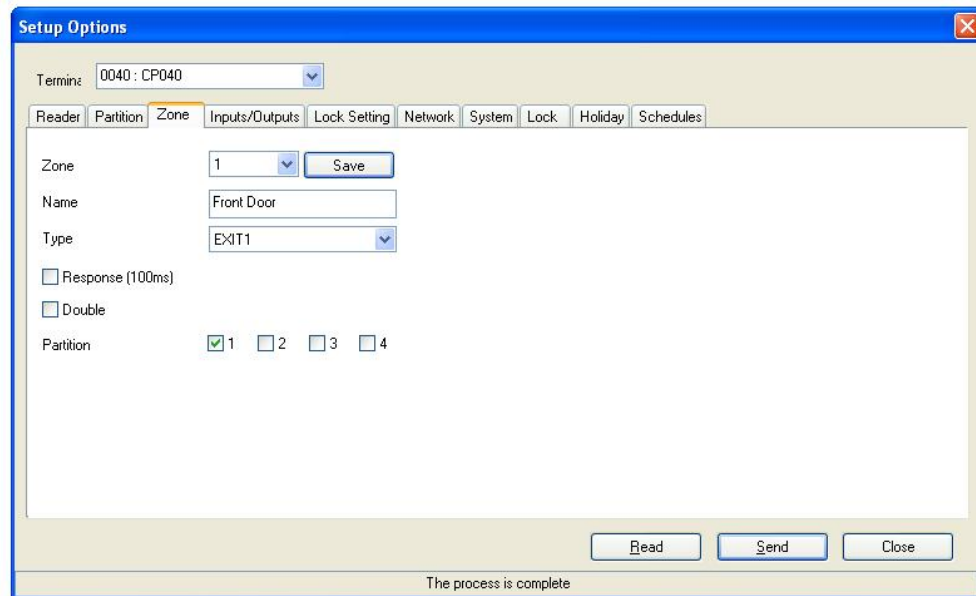 Setup Options
Termina 0040 : CP040
Reader Partition Zone Inputs/Outputs Lock Setting Network System Lock Holiday Schedules
Zone 1 Save
Name Front Door
Type EXIT1
Response (100ms)
Double
Partition 1 2 3 4
Read Send Close
The process is complete